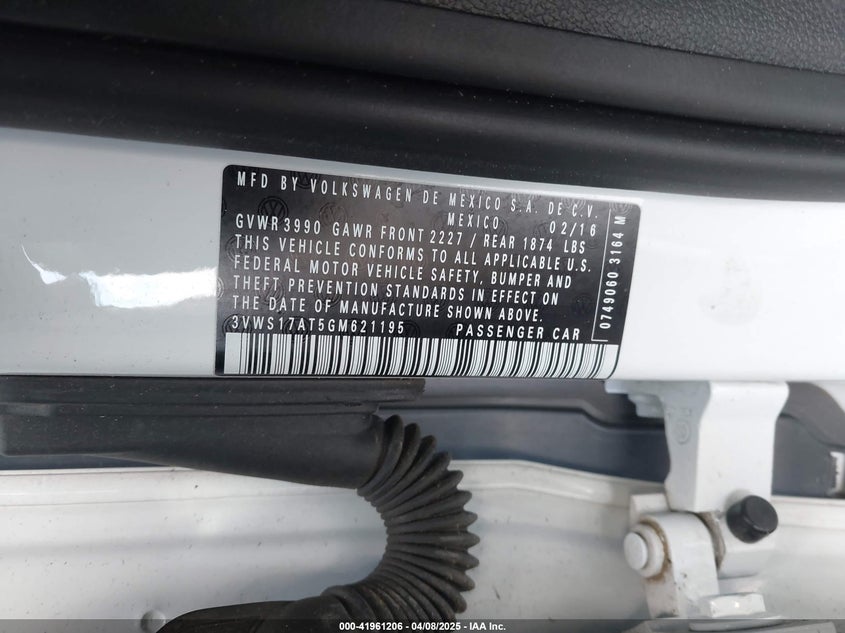 MFD BY VOLKSWAGEN DE MEXICO S.A. DE C.V.
MEXICO 02/16
GVWR 3990 GAWR FRONT 2227 / REAR 1874 LBS
THIS VEHICLE CONFORMS TO ALL APPLICABLE U.S.
FEDERAL MOTOR VEHICLE SAFETY, BUMPER AND
THEFT PREVENTION STANDARDS IN EFFECT ON
THE DATE OF MANUFACTURE SHOWN ABOVE.
3VWS17AT5GM621195 PASSENGER CAR
0749060 3164 M
000-41961206 - 04/08/2025 - IAA Inc.